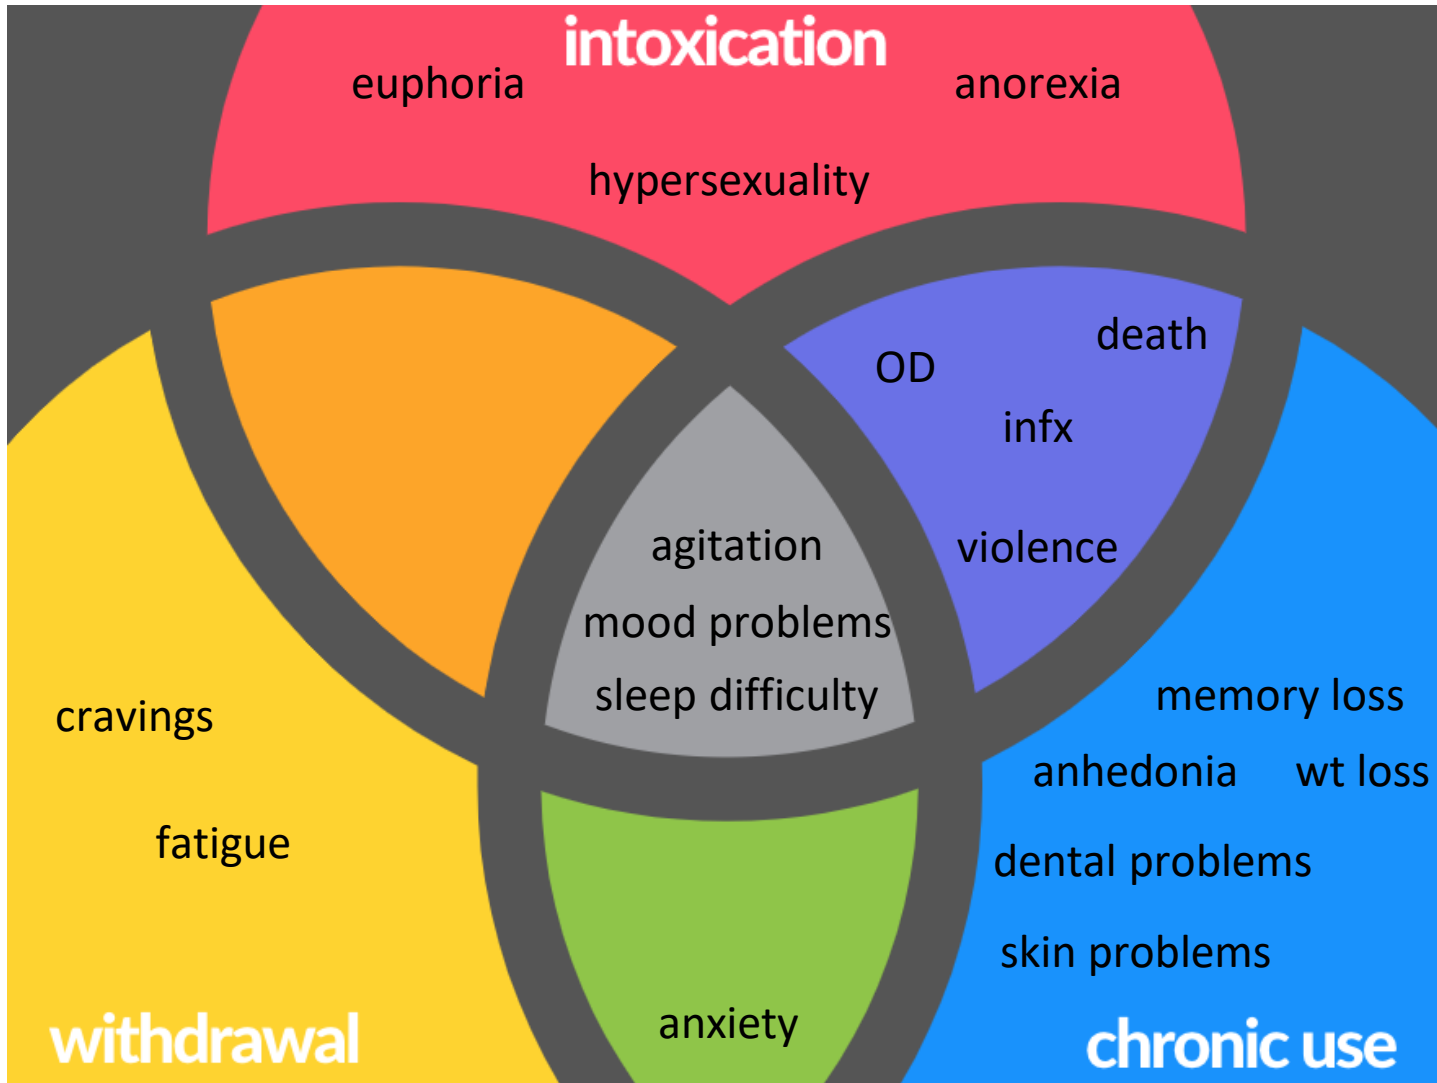 intoxication
euphoria
anorexia
hypersexuality
death
OD
infx
violence
agitation
mood problems
sleep difficulty
cravings
fatigue
memory loss
anhedonia
wt loss
dental problems
skin problems
anxiety
withdrawal
chronic use